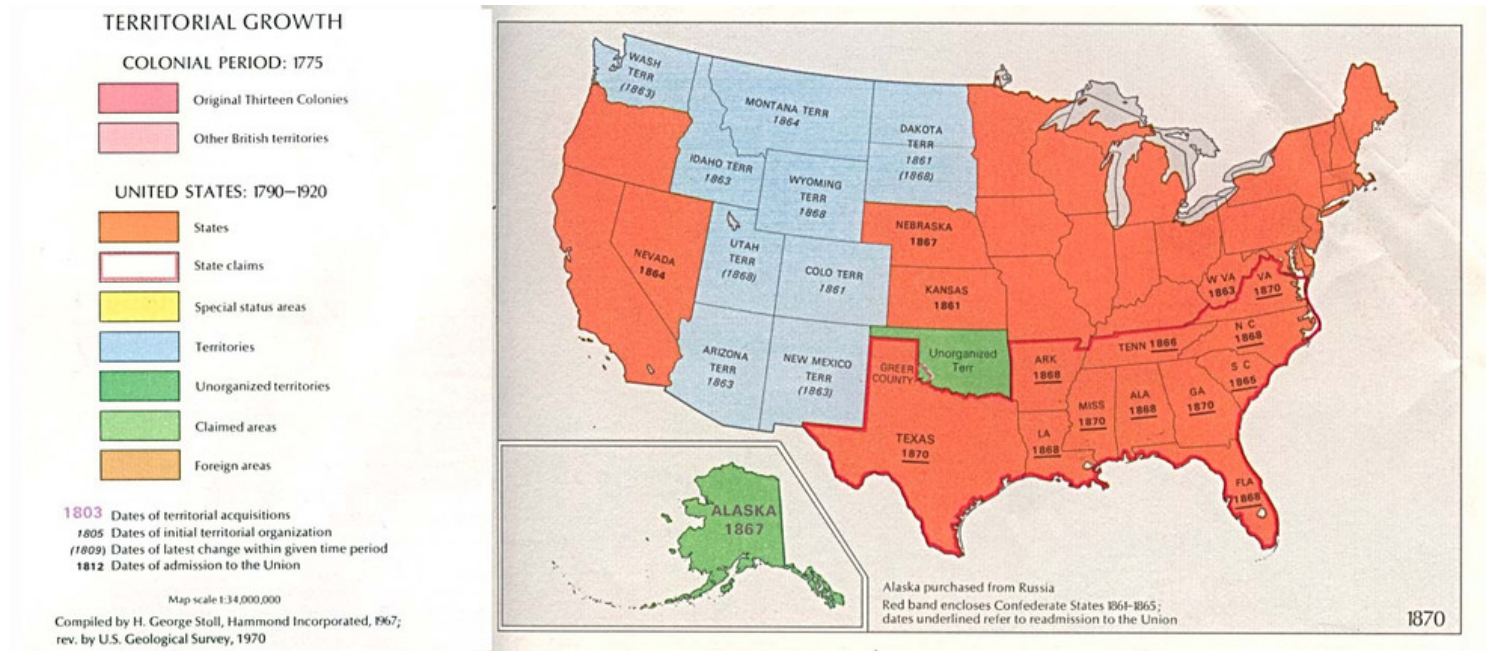 TERRITORIAL GROWTH
COLONIAL PERIOD: 1775
Original Thirteen Colonies
Other British territories
UNITED STATES: 1790–1920
States
State claims
Special status areas
Territories
Unorganized territories
Claimed areas
Foreign areas
1803 Dates of territorial acquisitions
1805 Dates of initial territorial organization
(1809) Dates of latest change within given time period
1812 Dates of admission to the Union
Map scale 1:34,000,000
Compiled by H. George Stoll, Hammond Incorporated, 1967;
rev. by U.S. Geological Survey, 1970
WASH
TERR
(1863)
MONTANA TERR
1864
DAKOTA
TERR
1861
(1868)
IDAHO TERR
1863
WYOMING
TERR
1868
NEBRASKA
1867
NEVADA
1864
UTAH
TERR
(1868)
COLO TERR
1861
KANSAS
1861
W VA
1863
VA
1870
ARIZONA
TERR
1863
NEW MEXICO
TERR
(1863)
GREER
COUNTY
Unorganized
Terr
ARK
1868
TENN 1866
N C
1868
S C
1865
MISS
1870
ALA
1868
GA
1870
TEXAS
1870
LA
1868
FLA
1868
ALASKA
1867
Alaska purchased from Russia
Red band encloses Confederate States 1861–1865;
dates underlined refer to readmission to the Union
1870